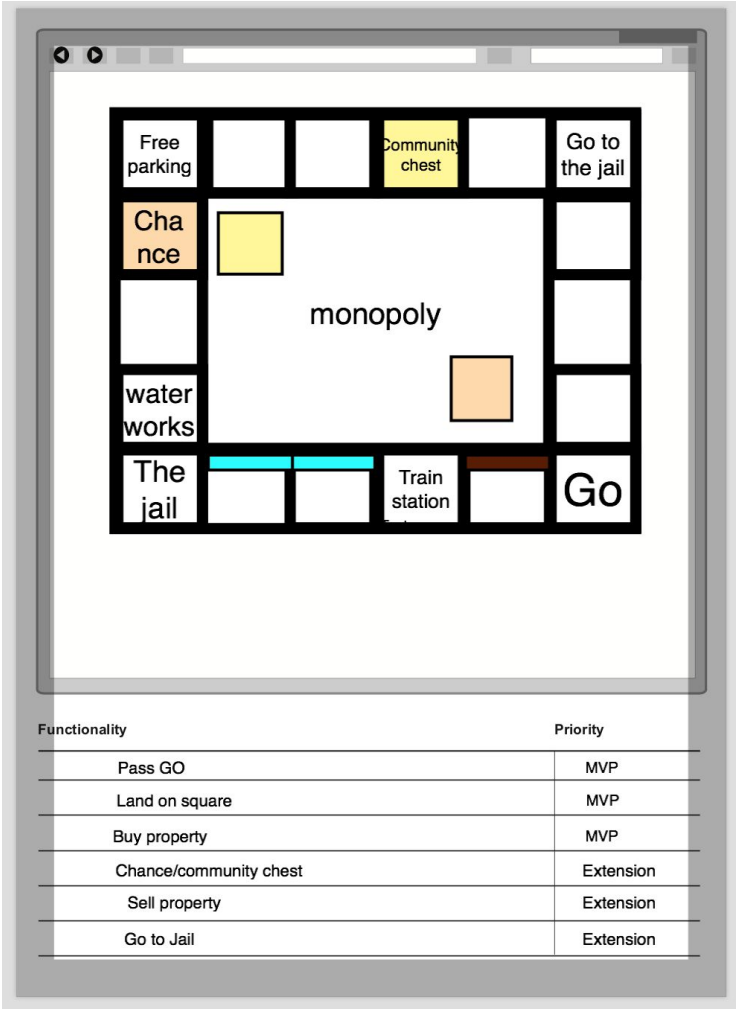 Free
parking
Community
chest
Go to
the jail
Cha
nce
monopoly
water
works
The
jail
Train
station
Go
Functionality Priority
Pass GO MVP
Land on square MVP
Buy property MVP
Chance/community chest Extension
Sell property Extension
Go to Jail Extension